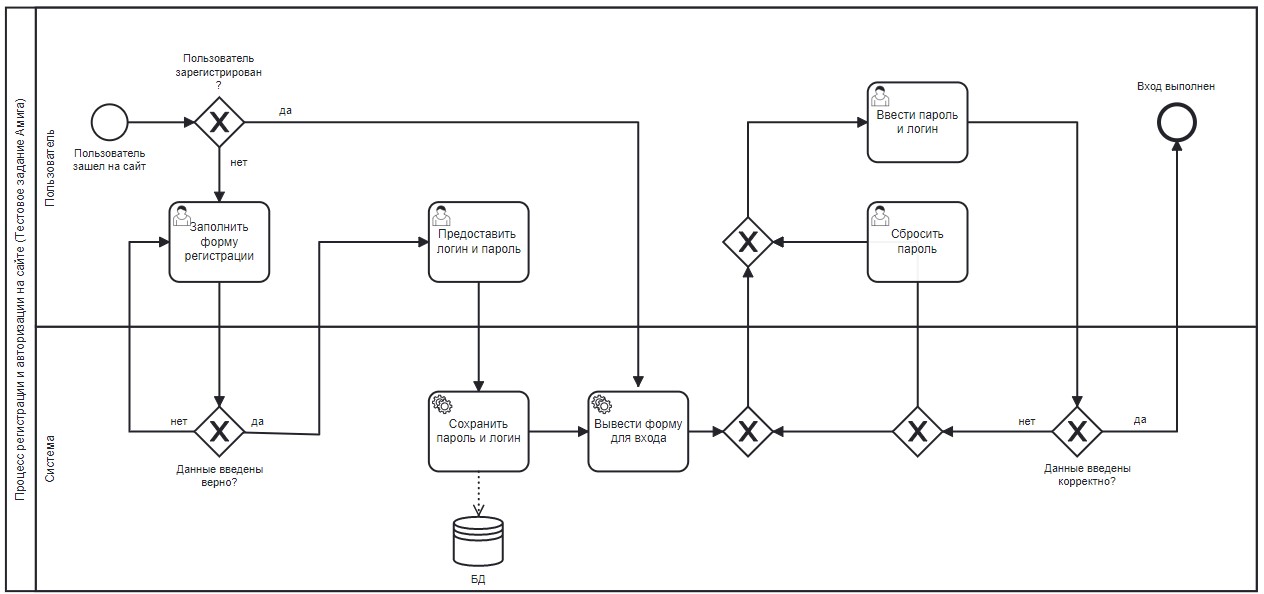 Процесс регистрации и авторизации на сайте (Тестовое задание Амига)
Пользователь
Система
Пользователь
зашел на сайт
Пользователь
зарегистрирован
?
да
нет
Заполнить
форму
регистрации
Предоставить
логин и пароль
Ввести пароль
и логин
Сбросить
пароль
Вход выполнен
нет
да
Данные введены
верно?
Сохранить
пароль и логин
БД
Вывести форму
для входа
нет
да
Данные введены
корректно?